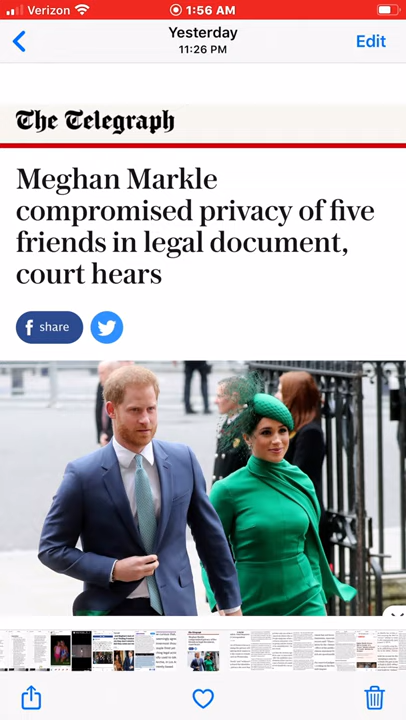 Verizon 1:56 AM
Yesterday
11:26 PM
Edit
The Telegraph
Meghan Markle
compromised privacy of five
friends in legal document,
court hears
f share